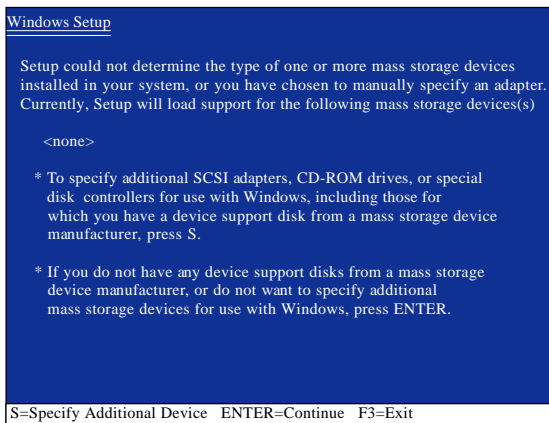 Windows Setup
Setup could not determine the type of one or more mass storage devices
installed in your system, or you have chosen to manually specify an adapter.
Currently, Setup will load support for the following mass storage devices(s)
<none>
* To specify additional SCSI adapters, CD-ROM drives, or special
disk controllers for use with Windows, including those for
which you have a device support disk from a mass storage device
manufacturer, press S.
* If you do not have any device support disks from a mass storage
device manufacturer, or do not want to specify additional
mass storage devices for use with Windows, press ENTER.
S=Specify Additional Device ENTER=Continue F3=Exit